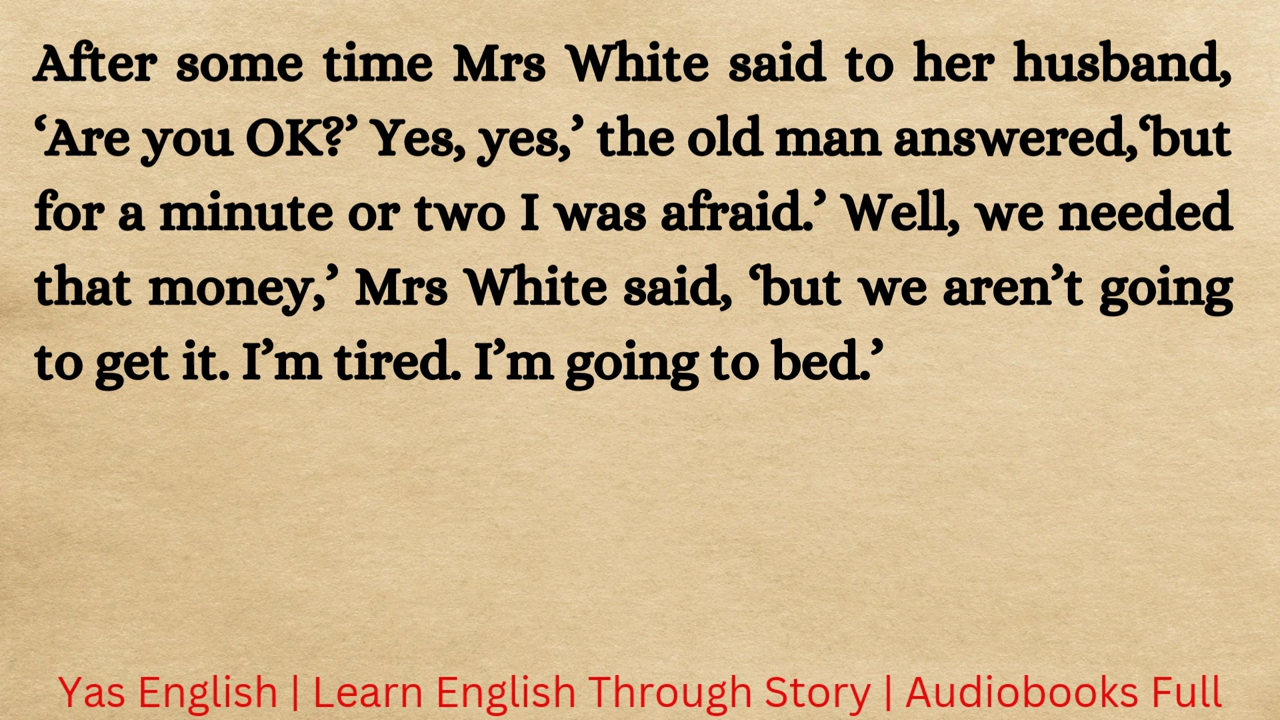 After some time Mrs White said to her husband,
‘Are you OK?’ Yes, yes,’ the old man answered,‘but
for a minute or two I was afraid.’ Well, we needed
that money,’ Mrs White said, ‘but we aren’t going
to get it. I’m tired. I’m going to bed.’
Yas English | Learn English Through Story | Audiobooks Full